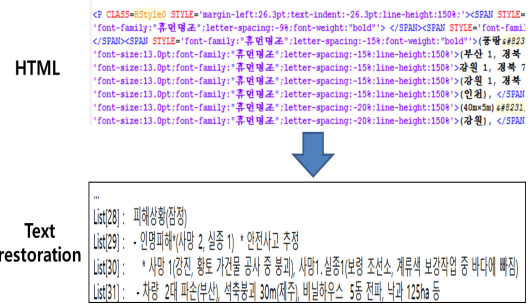 HTML
<P CLASS=HStyle0 STYLE='margin-left:26.3pt;text-indent:-26.3pt;line-height:150%;'><SPAN STYLE=
'font-family:"휴먼명조";letter-spacing:-9%;font-weight:"bold"'> </SPAN><SPAN STYLE='font-famil
</SPAN><SPAN STYLE='font-family:"휴먼명조";letter-spacing:-15%;font-weight:"bold"'>(풍랑&#823
'font-size:13.0pt;font-family:"휴먼명조";letter-spacing:-15%;line-height:150%'>(부산 1, 경북
'font-size:13.0pt;font-family:"휴먼명조";letter-spacing:-15%;line-height:150%'>강원 1, 경북 7
'font-size:13.0pt;font-family:"휴먼명조";letter-spacing:-15%;line-height:150%'>(강원 1, 경북
'font-size:13.0pt;font-family:"휴먼명조";letter-spacing:-15%;line-height:150%'>(인천), </SPAN
'font-size:13.0pt;font-family:"휴먼명조";letter-spacing:-20%;line-height:150%'>(40m×5m)&#8231,
'font-size:13.0pt;font-family:"휴먼명조";letter-spacing:-20%;line-height:150%'>(강원), </SPAN
Text restoration
...
List[28] : 피해상황(잠정)
List[29] : - 인명피해*(사망 2, 실종 1) * 안전사고 추정
List[30] : * 사망 1(강진, 황토 가건물 공사 중 붕괴), 사망1. 실종1(보령 조선소, 계류색 보강작업 중 바다에 빠짐)
List[31] : - 차량 2대 파손(부산), 석축붕괴 30m(제주), 비닐하우스 5동 전파, 낙과 125ha 등